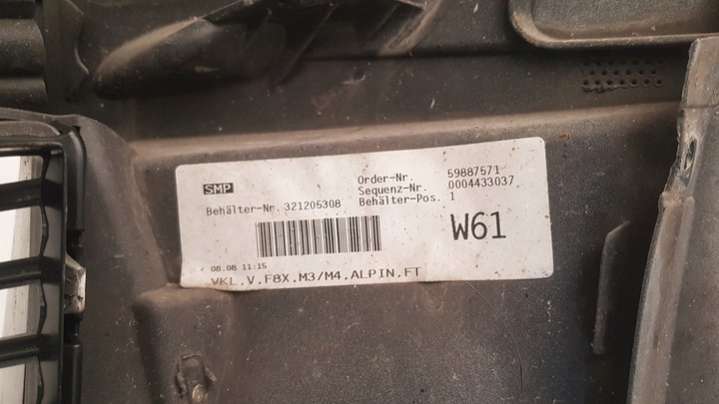 SMP
Order-Nr. 59887571
Sequenz-Nr. 0004433037
Behälter-Nr. 321205308 Behälter-Pos. 1
W61
08.08 11:15
VKL.V.F8X.M3/M4.ALPIN.FT